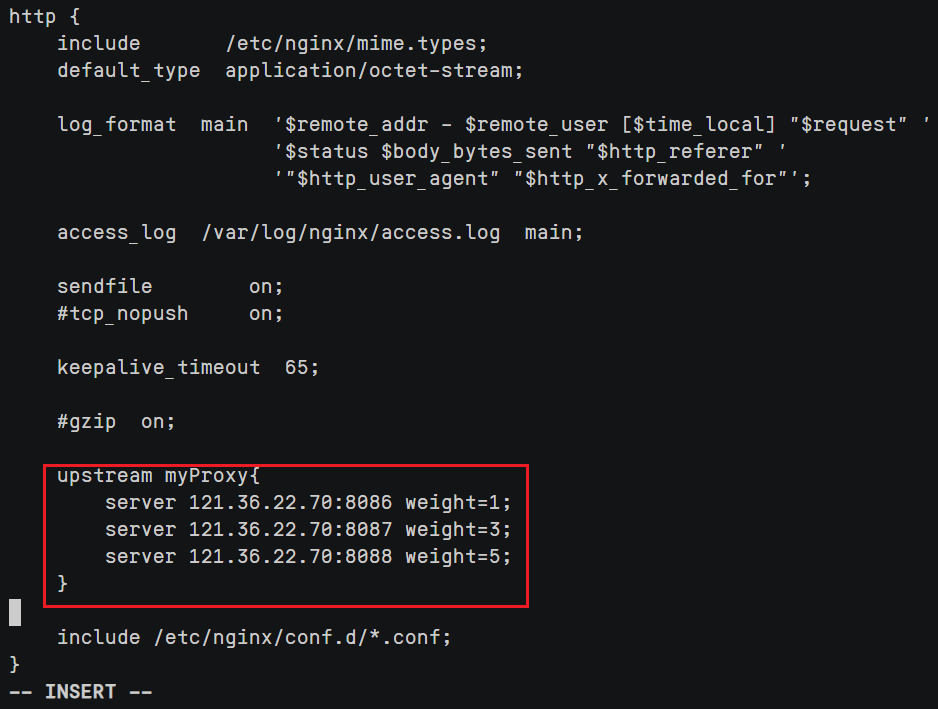 http {
    include       /etc/nginx/mime.types;
    default_type  application/octet-stream;
    log_format  main  '$remote_addr - $remote_user [$time_local] "$request" '
                      '$status $body_bytes_sent "$http_referer" '
                      '"$http_user_agent" "$http_x_forwarded_for"';
    access_log  /var/log/nginx/access.log  main;
    sendfile        on;
    #tcp_nopush     on;
    keepalive_timeout  65;
    #gzip  on;
    upstream myProxy{
        server 121.36.22.70:8086 weight=1;
        server 121.36.22.70:8087 weight=3;
        server 121.36.22.70:8088 weight=5;
    }
    include /etc/nginx/conf.d/*.conf;
}
-- INSERT --